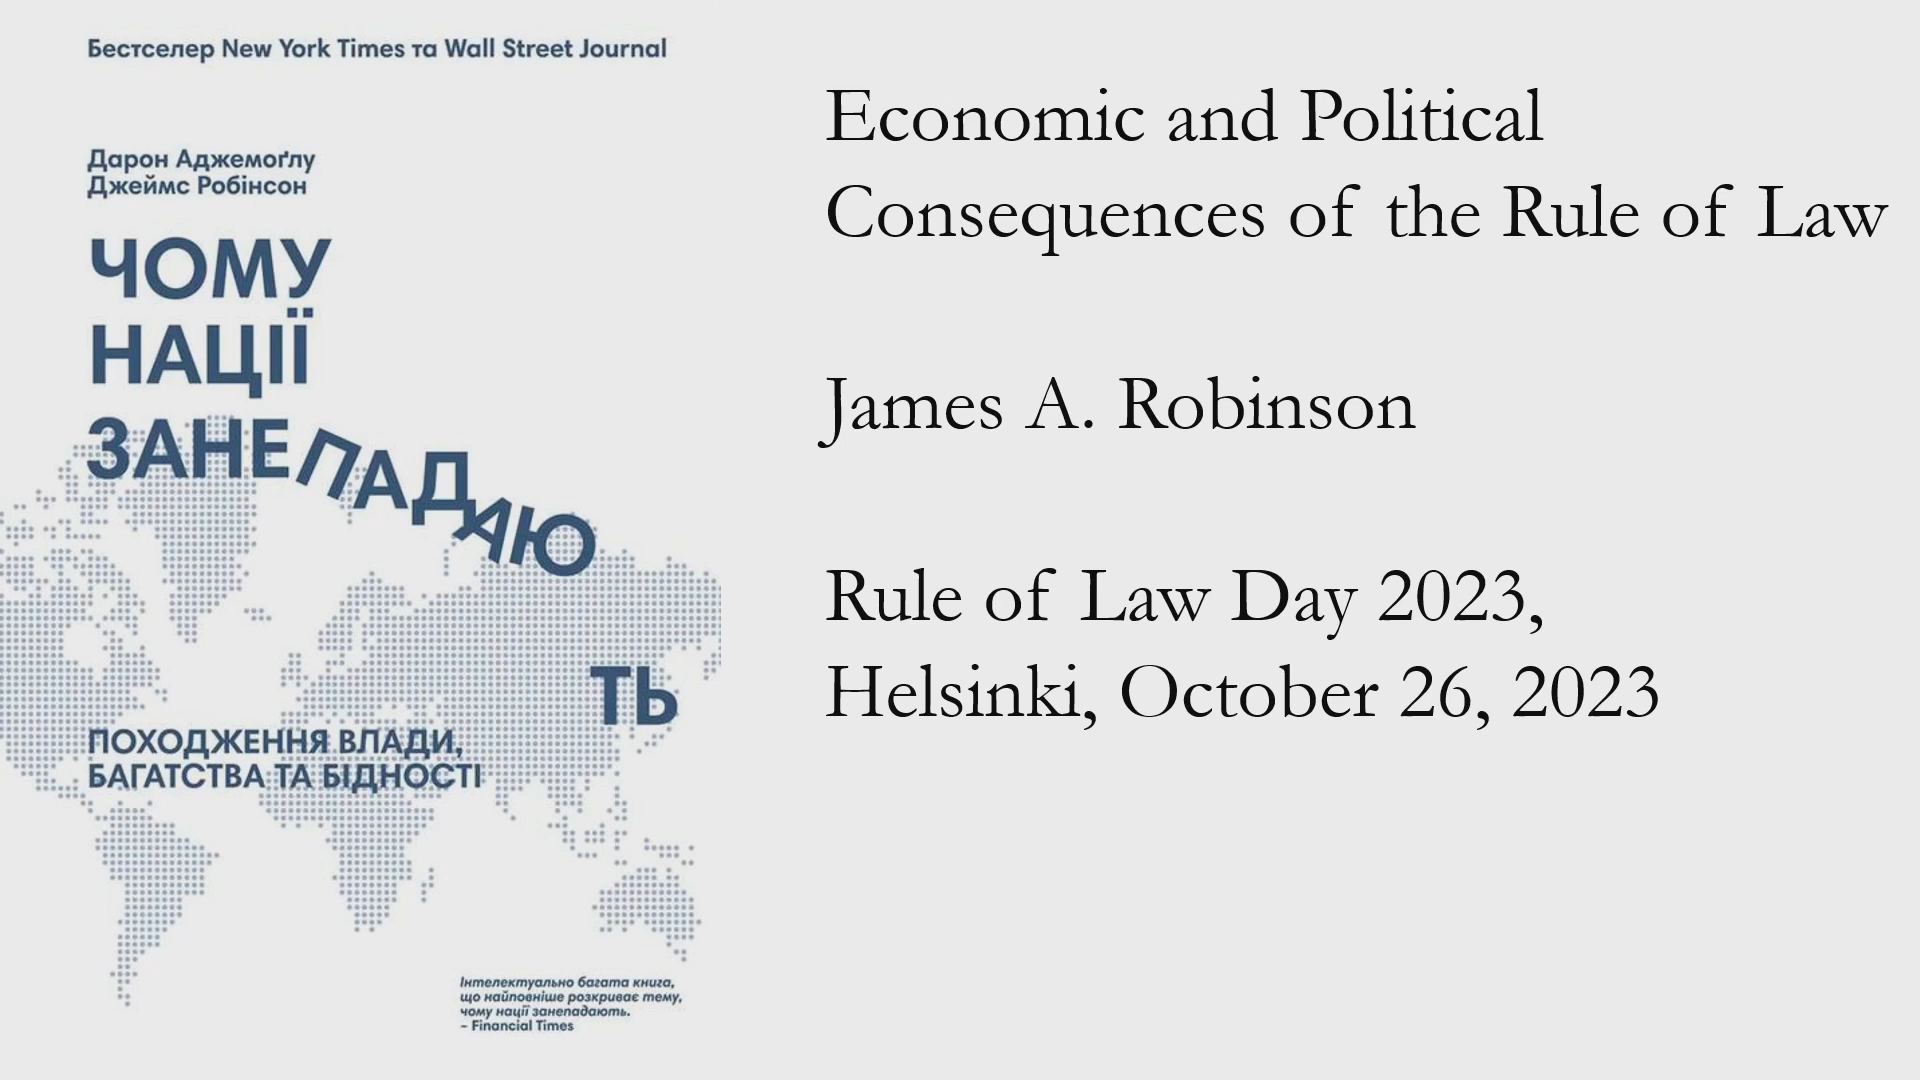 Бестселер New York Times та Wall Street Journal
Дарон Аджемоґлу
Джеймс Робінсон
ЧОМУ
НАЦІЇ
ЗАНЕПАДАЮ
ТЬ
ПОХОДЖЕННЯ ВЛАДИ,
БАГАТСТВА ТА БІДНОСТІ
Інтелектуально багата книга,
що найповніше розкриває тему,
чому нації занепадають.
– Financial Times
Economic and Political
Consequences of the Rule of Law
James A. Robinson
Rule of Law Day 2023,
Helsinki, October 26, 2023